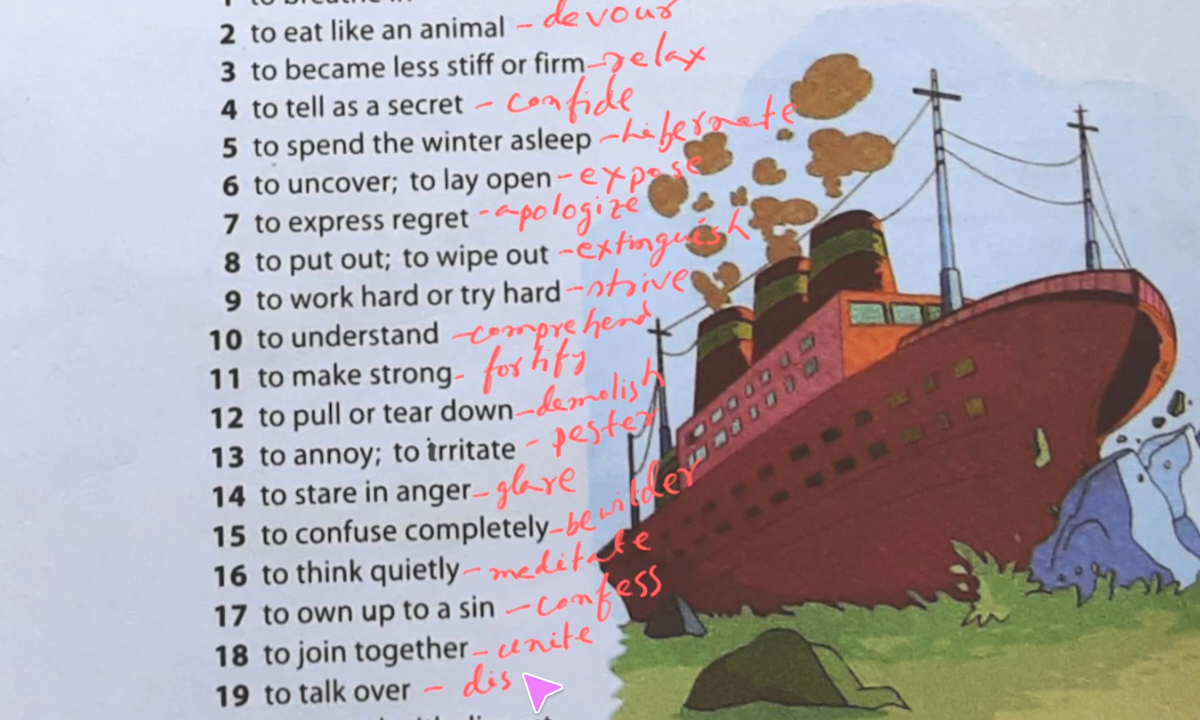 2 to eat like an animal - devour
3 to became less stiff or firm - relax
4 to tell as a secret - confide
5 to spend the winter asleep - hibernate
6 to uncover; to lay open - expose
7 to express regret - apologize
8 to put out; to wipe out - extinguish
9 to work hard or try hard - strive
10 to understand - comprehend
11 to make strong - fortify
12 to pull or tear down - demolish
13 to annoy; to irritate - pester
14 to stare in anger - glare
15 to confuse completely - bewilder
16 to think quietly - meditate
17 to own up to a sin - confess
18 to join together - unite
19 to talk over - dis